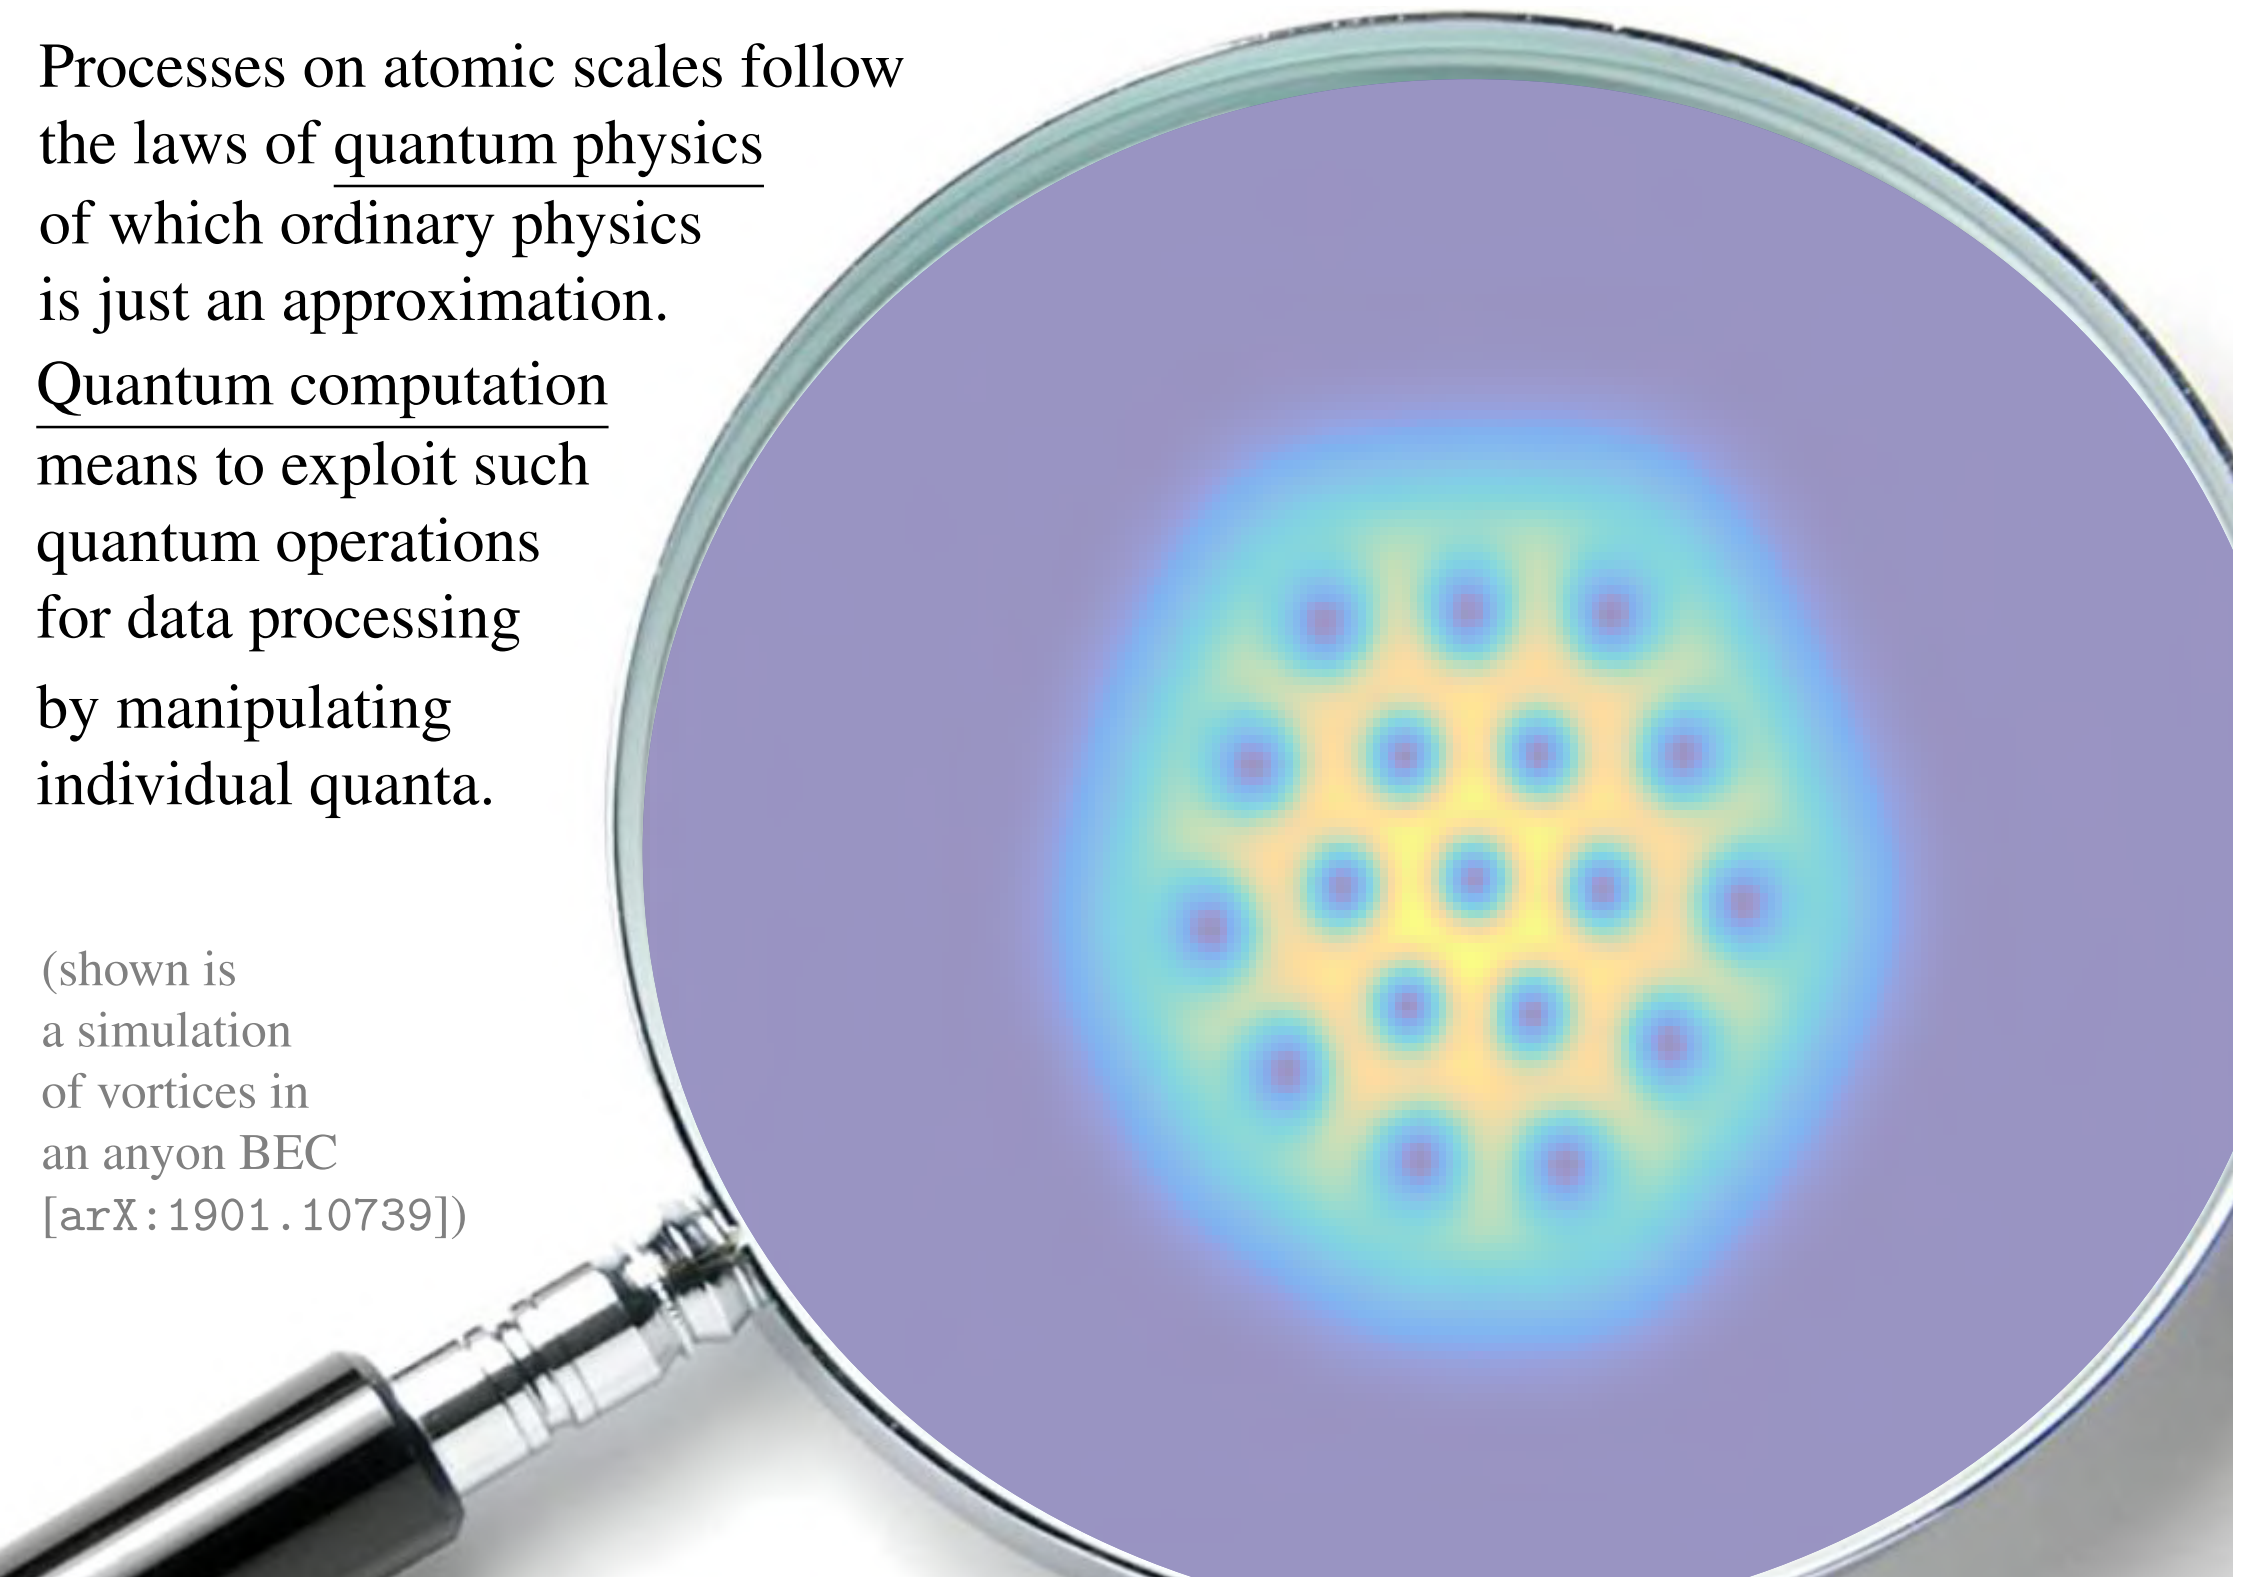 Processes on atomic scales follow
the laws of quantum physics
of which ordinary physics
is just an approximation.
Quantum computation
means to exploit such
quantum operations
for data processing
by manipulating
individual quanta.
(shown is
a simulation
of vortices in
an anyon BEC
[arX:1901.10739])